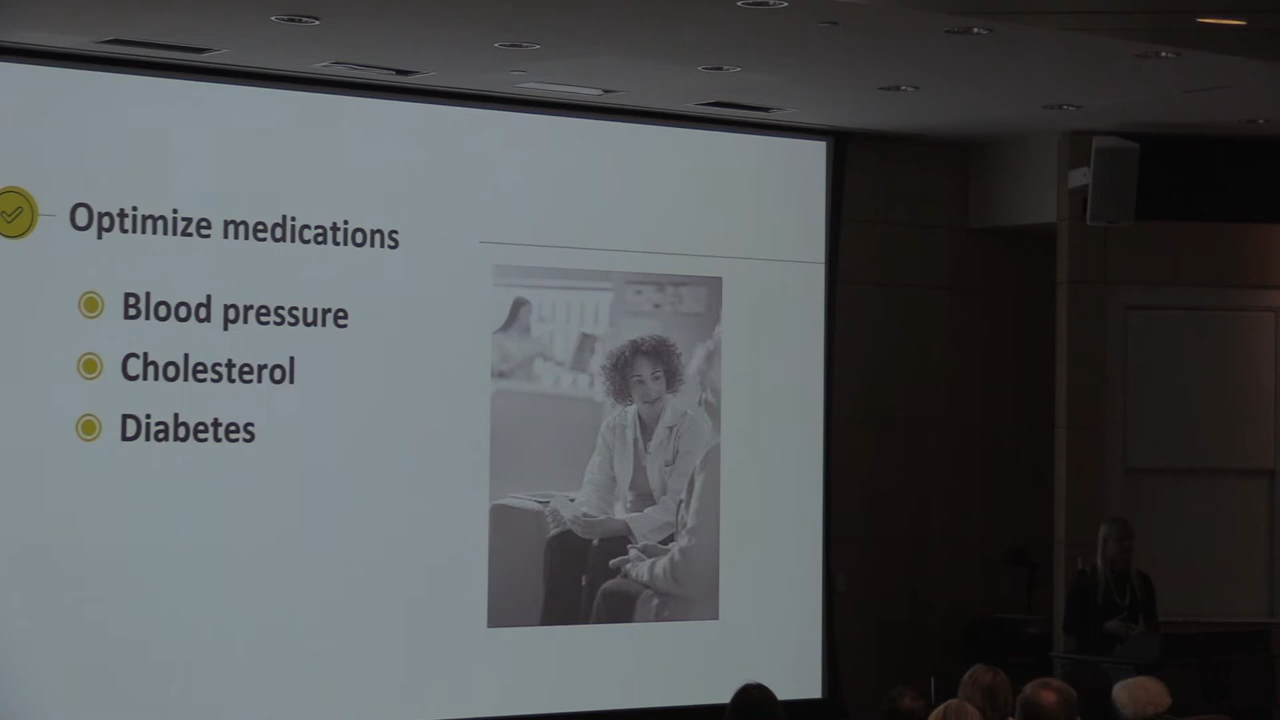 Optimize medications
Blood pressure
Cholesterol
Diabetes